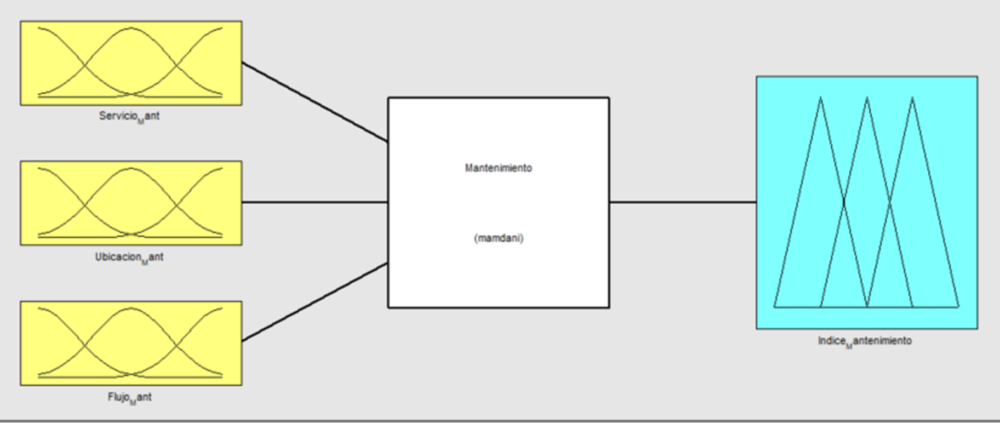 Servicio_Mant
Ubicacion_Mant
Flujo_Mant
Mantenimiento
(mamdani)
Indice_Mantenimiento